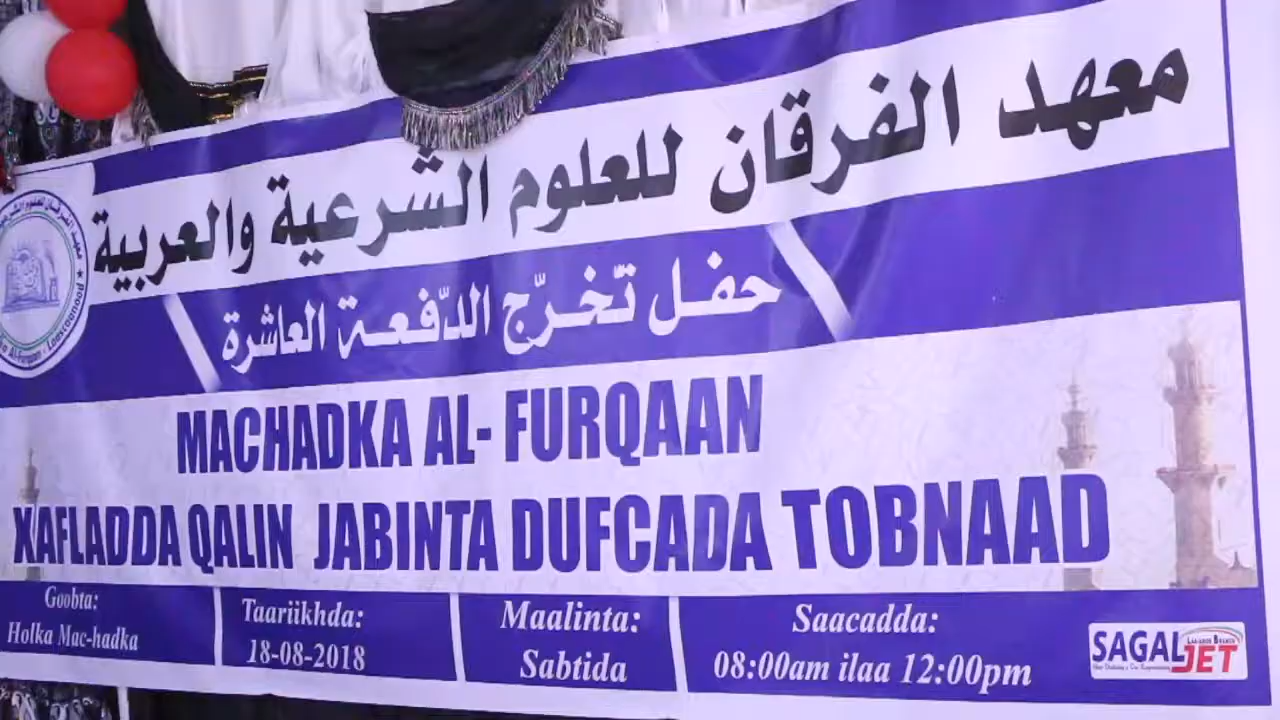 معهد الفرقان للعلوم الشرعية والعربية
حفل تخرّج الدّفعة العاشرة
MACHADKA AL- FURQAAN
XAFLADDA QALIN JABINTA DUFCADA TOBNAAD
Goobta:
Holka Mac-hadka
Taariikhda:
18-08-2018
Maalinta:
Sabtida
Saacadda:
08:00am ilaa 12:00pm
SAGAL JET